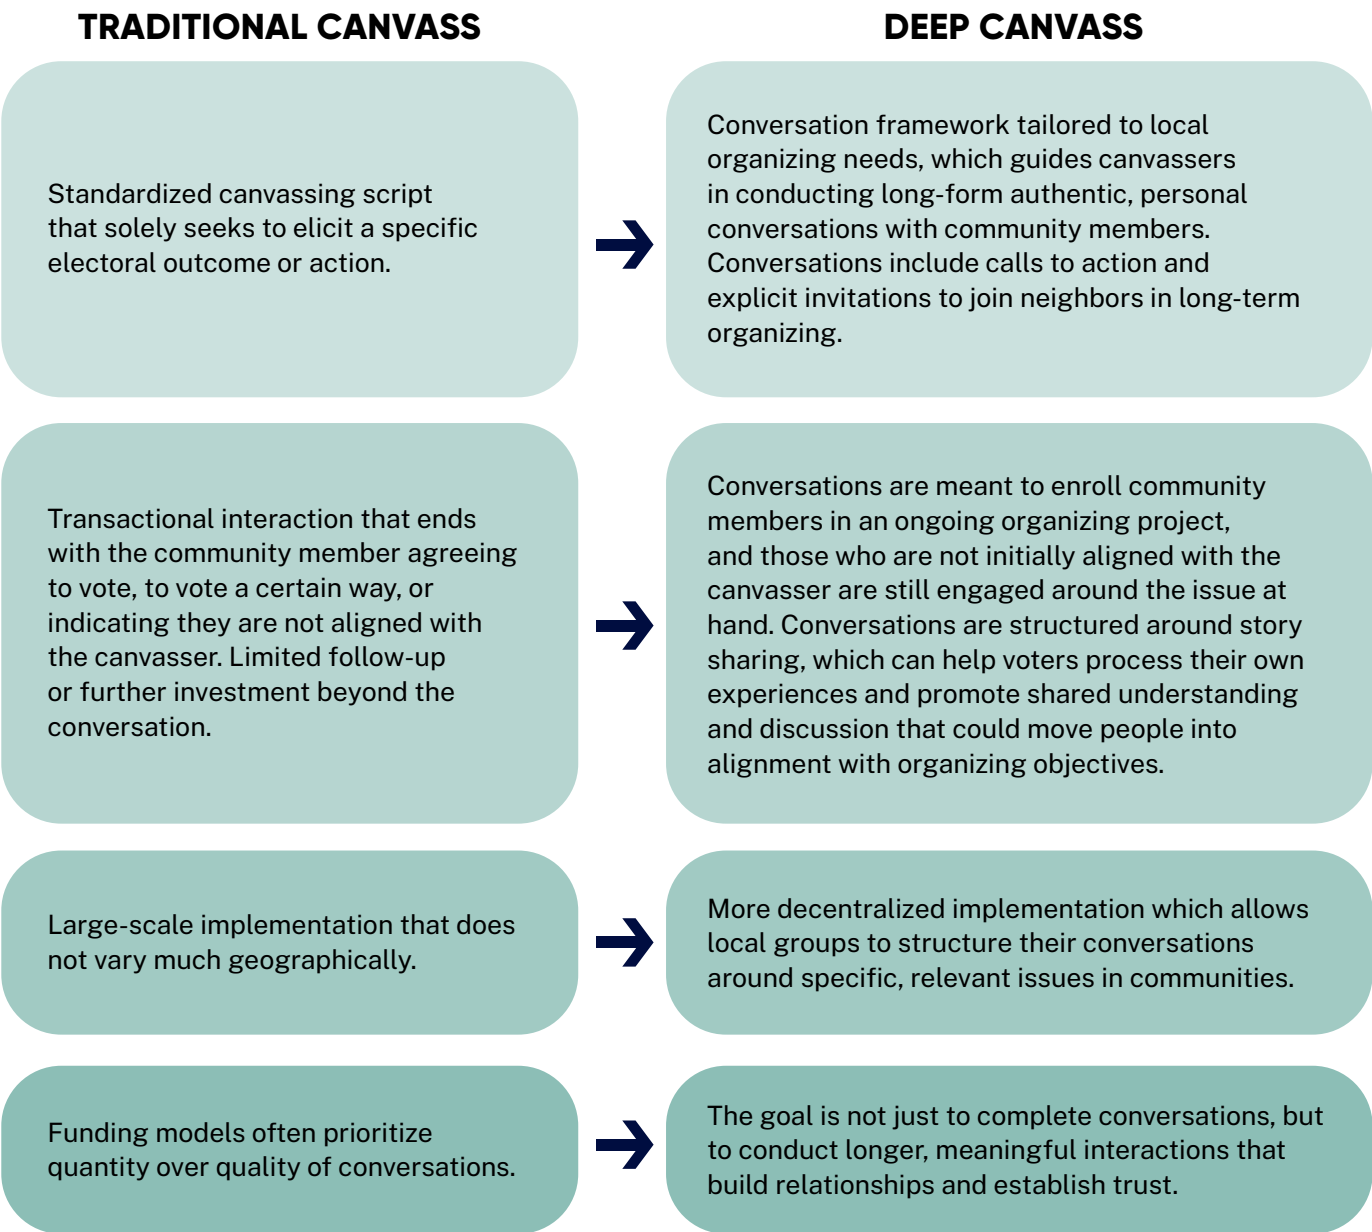 TRADITIONAL CANVASS
DEEP CANVASS
Standardized canvassing script
that solely seeks to elicit a specific
electoral outcome or action.
Conversation framework tailored to local
organizing needs, which guides canvassers
in conducting long-form authentic, personal
conversations with community members.
Conversations include calls to action and
explicit invitations to join neighbors in long-term
organizing.
Transactional interaction that ends
with the community member agreeing
to vote, to vote a certain way, or
indicating they are not aligned with
the canvasser. Limited follow-up
or further investment beyond the
conversation.
Conversations are meant to enroll community
members in an ongoing organizing project,
and those who are not initially aligned with the
canvasser are still engaged around the issue at
hand. Conversations are structured around story
sharing, which can help voters process their own
experiences and promote shared understanding
and discussion that could move people into
alignment with organizing objectives.
Large-scale implementation that does
not vary much geographically.
More decentralized implementation which allows
local groups to structure their conversations
around specific, relevant issues in communities.
Funding models often prioritize
quantity over quality of conversations.
The goal is not just to complete conversations, but
to conduct longer, meaningful interactions that
build relationships and establish trust.